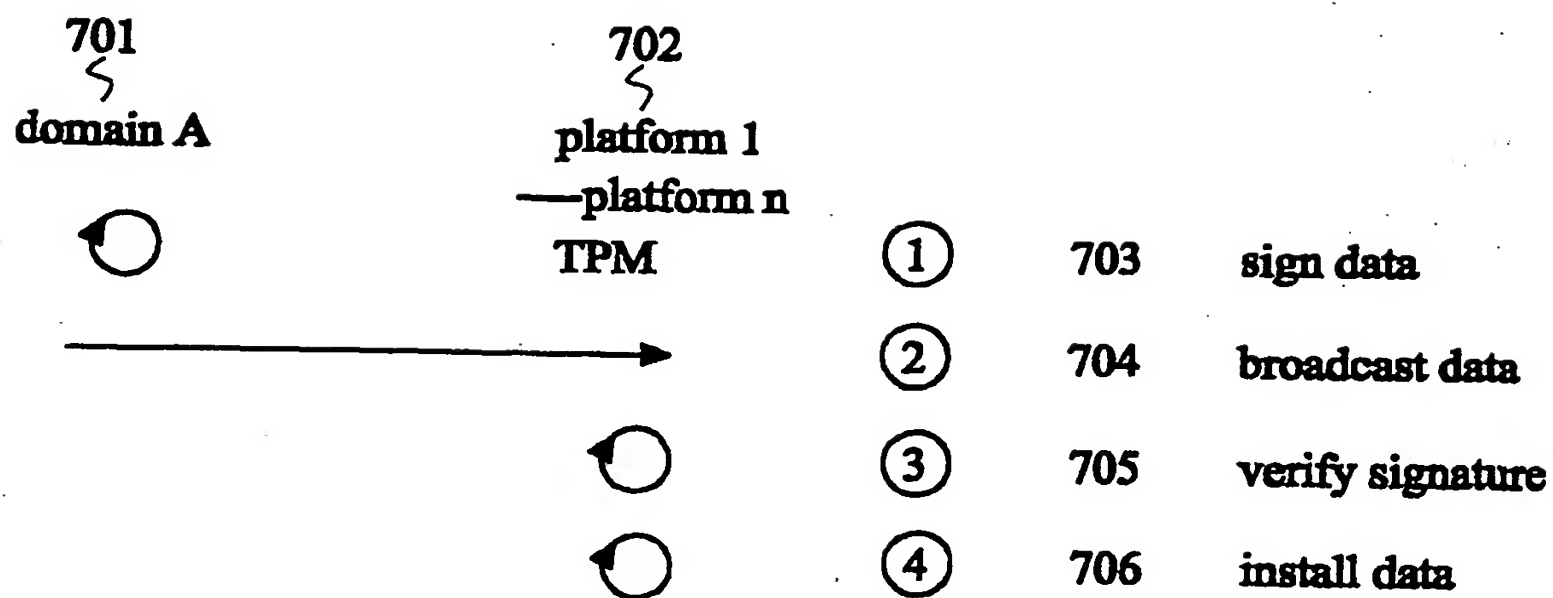 701
702
domain A
platform 1
—platform n
TPM
1 703 sign data
2 704 broadcast data
3 705 verify signature
4 706 install data